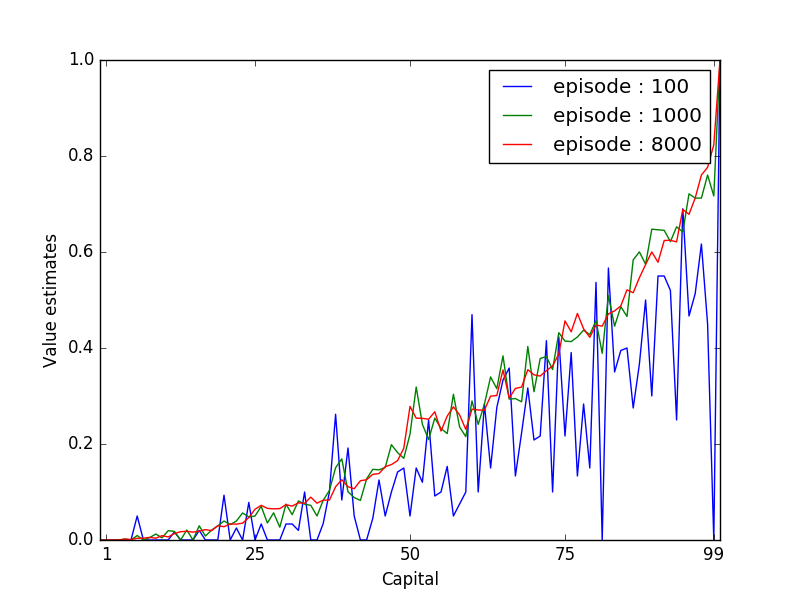 1.0
episode : 100
episode : 1000
episode : 8000
0.8
0.6
Value estimates
0.4
0.2
0.0
1 25 50 75 99
Capital